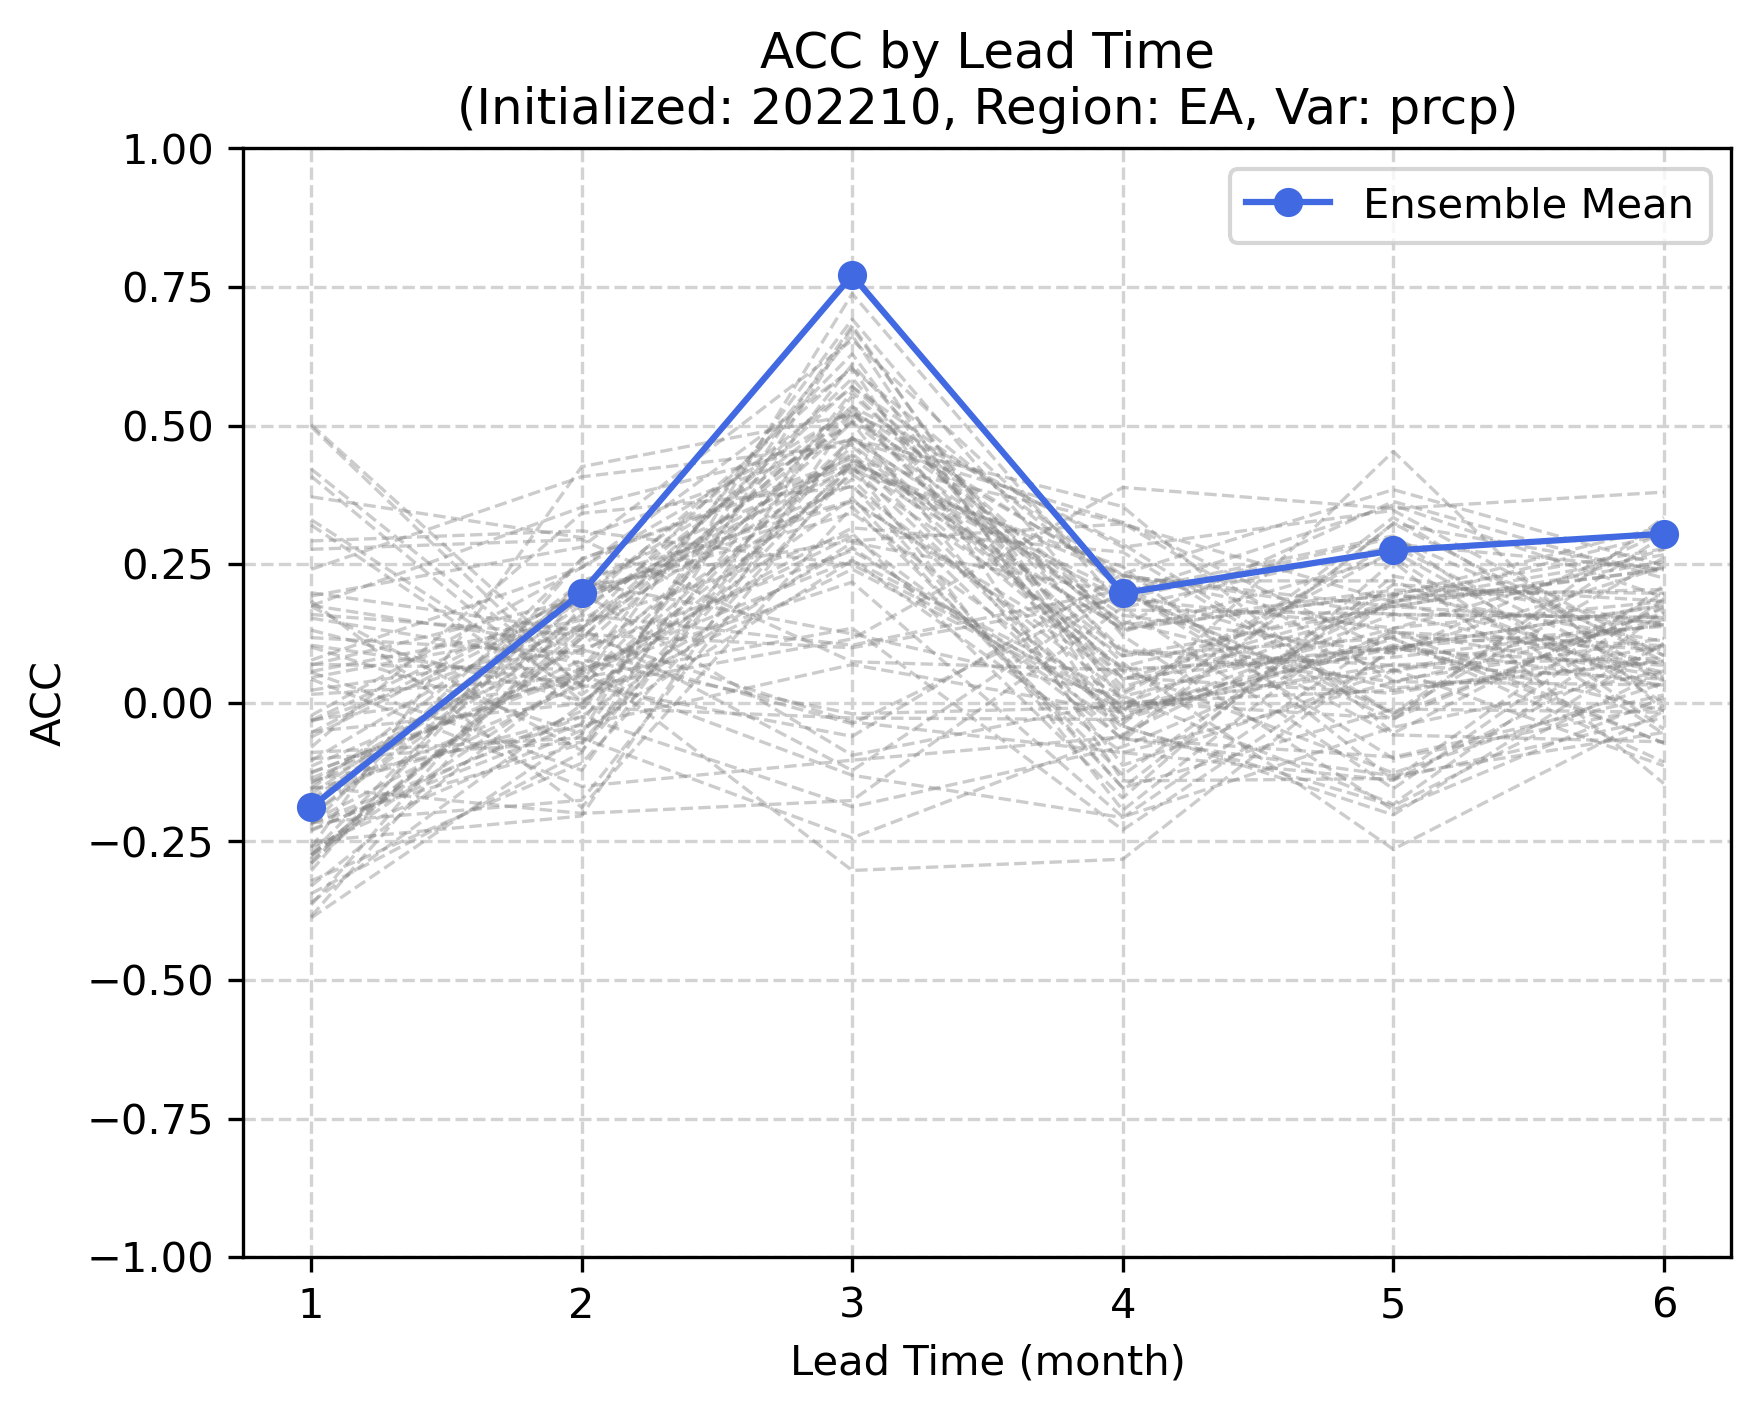 ACC by Lead Time
(Initialized: 202210, Region: EA, Var: prcp)
Ensemble Mean
1.00
0.75
0.50
0.25
0.00
−0.25
−0.50
−0.75
−1.00
ACC
1 2 3 4 5 6
Lead Time (month)